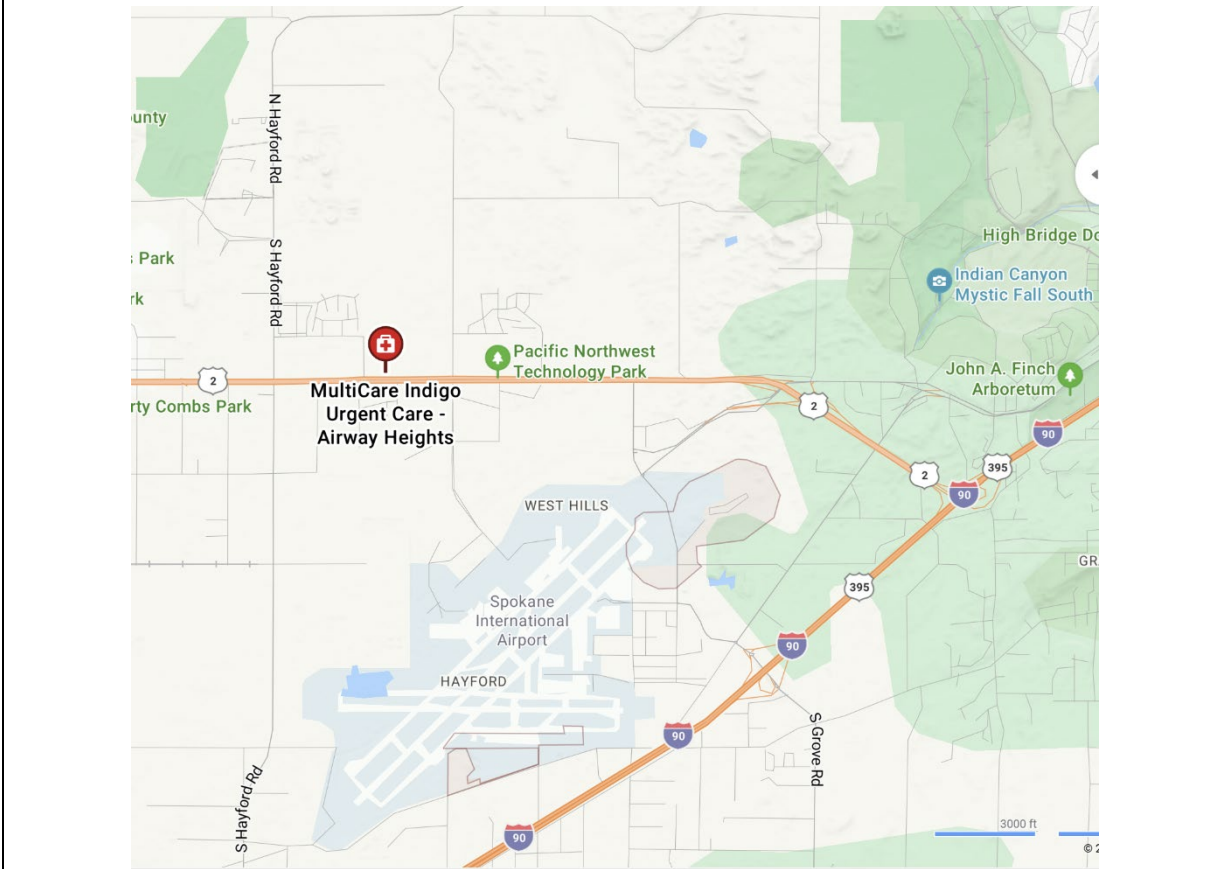 unty
N Hayford Rd
S Hayford Rd
High Bridge Do
s Park
rk
Indian Canyon
Mystic Fall South
Pacific Northwest
Technology Park
John A. Finch
Arboretum
2
MultiCare Indigo
Urgent Care -
Airway Heights
rty Combs Park
2
90
2
395
90
WEST HILLS
GR
395
Spokane
International
Airport
90
HAYFORD
90
S Grove Rd
S Hayford Rd
3000 ft
90
© 2